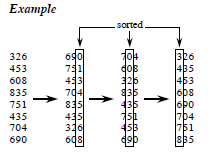 Example
sorted
326 690 704 326
453 751 608 435
608 453 326 453
835 704 835 608
751 835 435 690
435 435 751 704
704 326 453 751
690 608 690 835